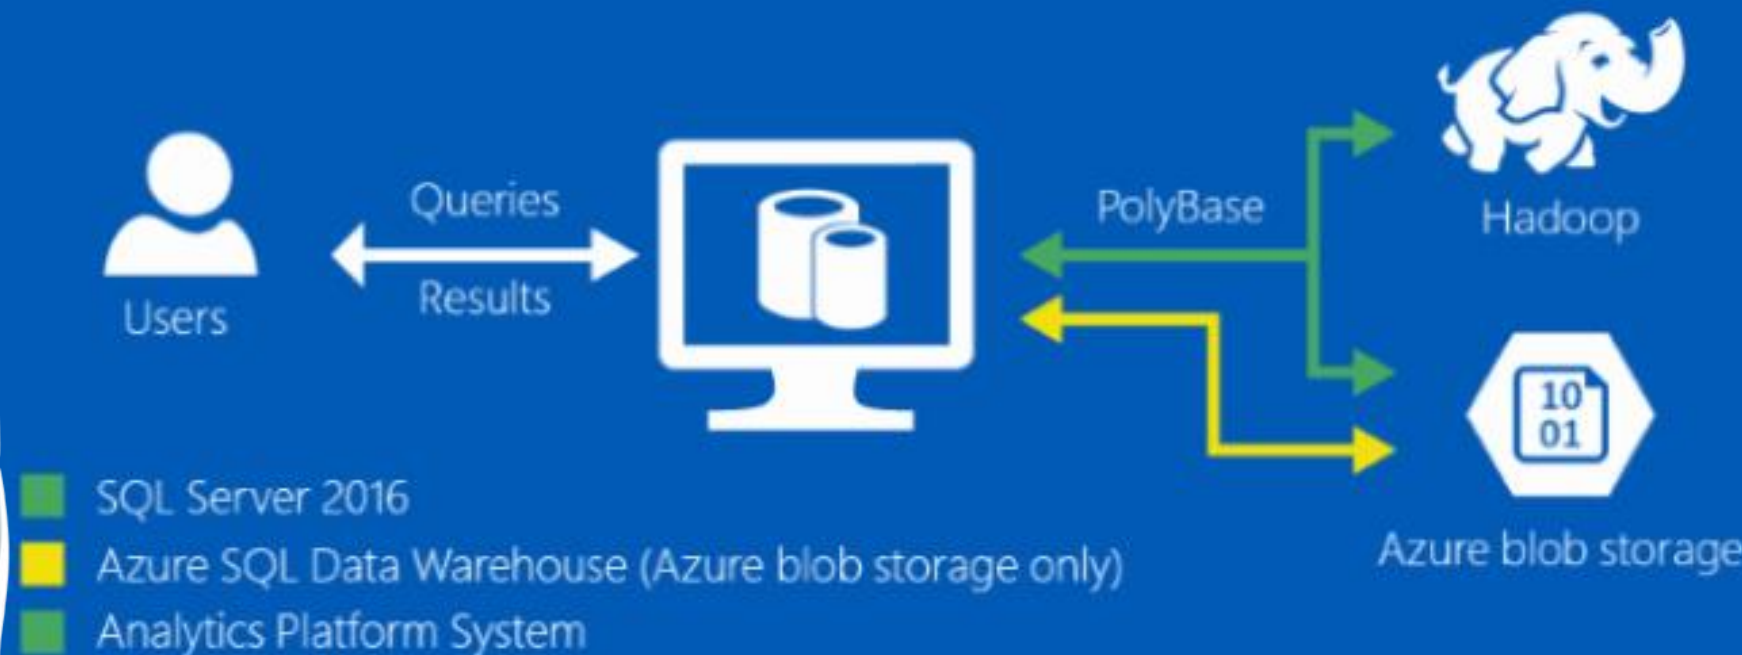 Queries
PolyBase
Hadoop
Results
Users
10
01
SQL Server 2016
Azure SQL Data Warehouse (Azure blob storage only)
Azure blob storage
Analytics Platform System